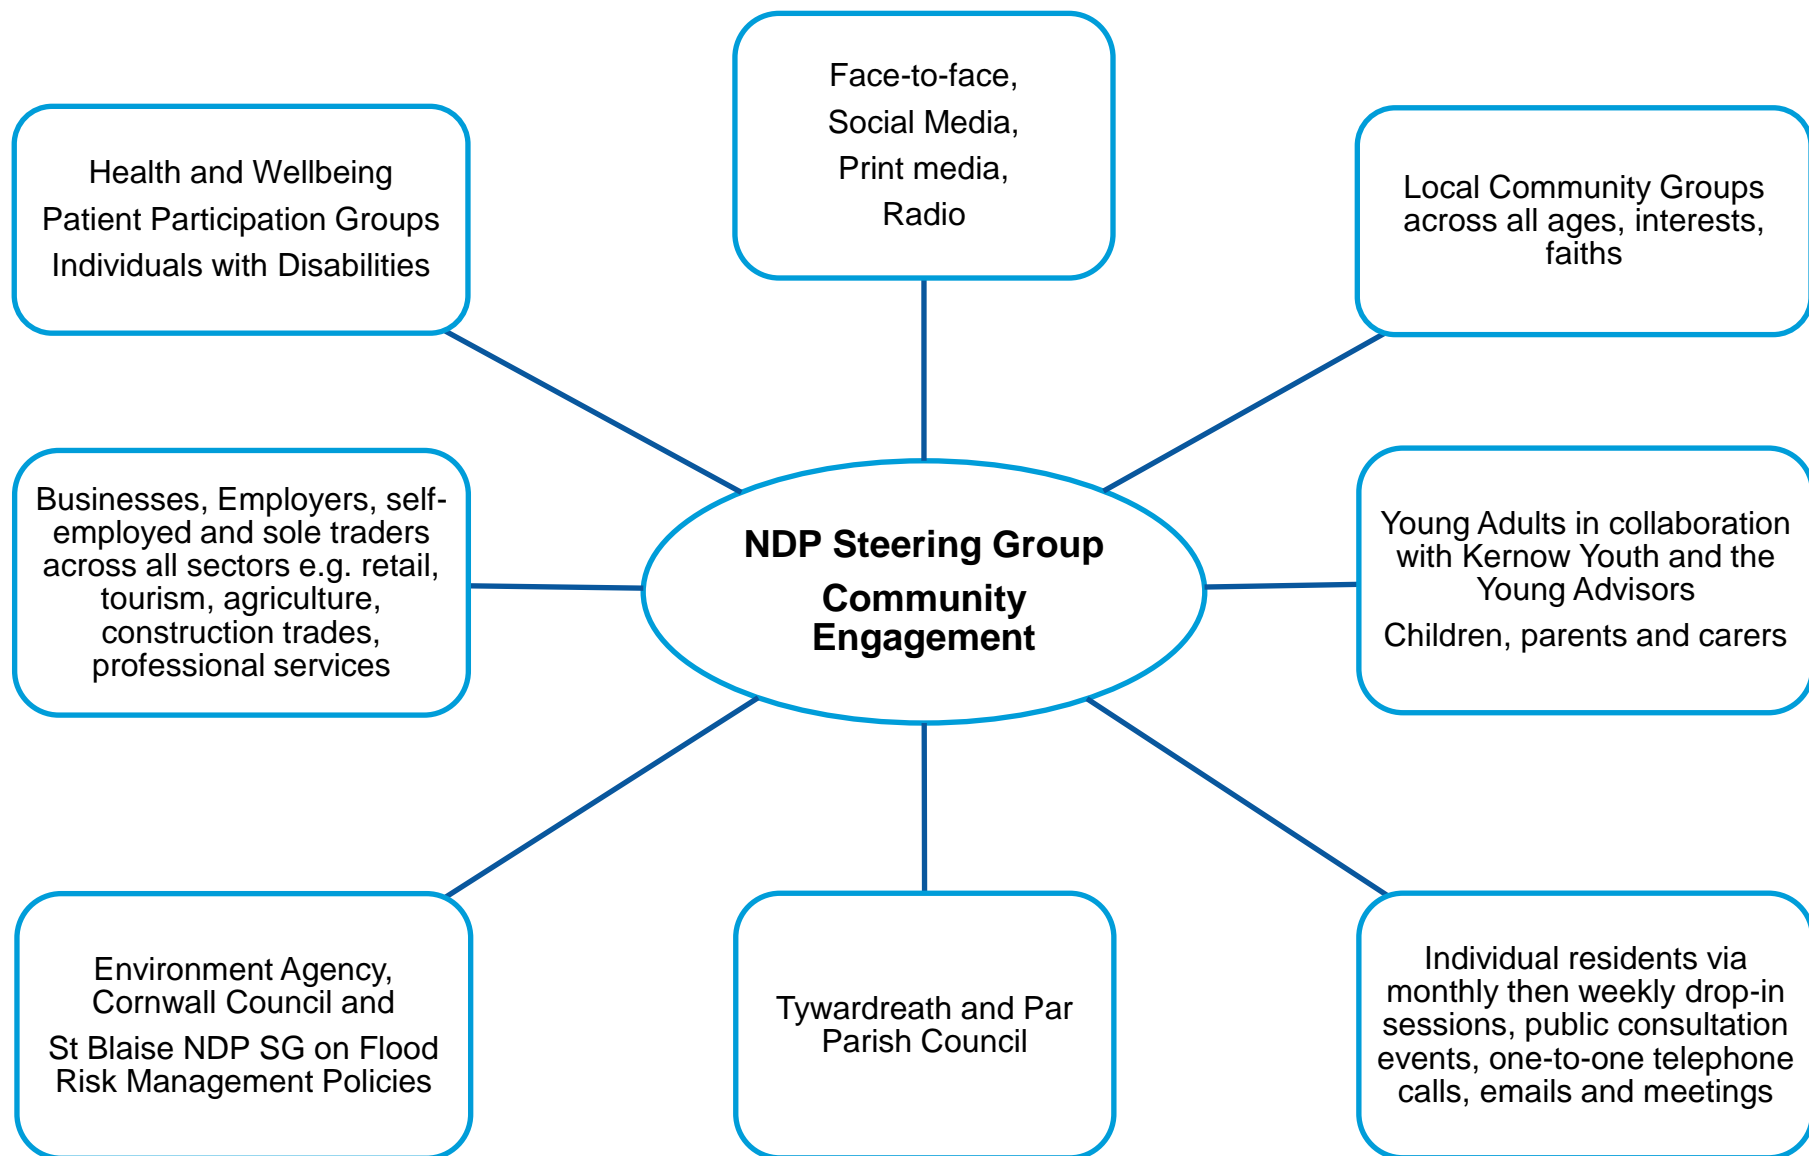 Face-to-face,
Social Media,
Print media,
Radio
Health and Wellbeing
Patient Participation Groups
Individuals with Disabilities
Local Community Groups
across all ages, interests,
faiths
Businesses, Employers, self-
employed and sole traders
across all sectors e.g. retail,
tourism, agriculture,
construction trades,
professional services
NDP Steering Group
Community
Engagement
Young Adults in collaboration
with Kernow Youth and the
Young Advisors
Children, parents and carers
Environment Agency,
Cornwall Council and
St Blaise NDP SG on Flood
Risk Management Policies
Tywardreath and Par
Parish Council
Individual residents via
monthly then weekly drop-in
sessions, public consultation
events, one-to-one telephone
calls, emails and meetings